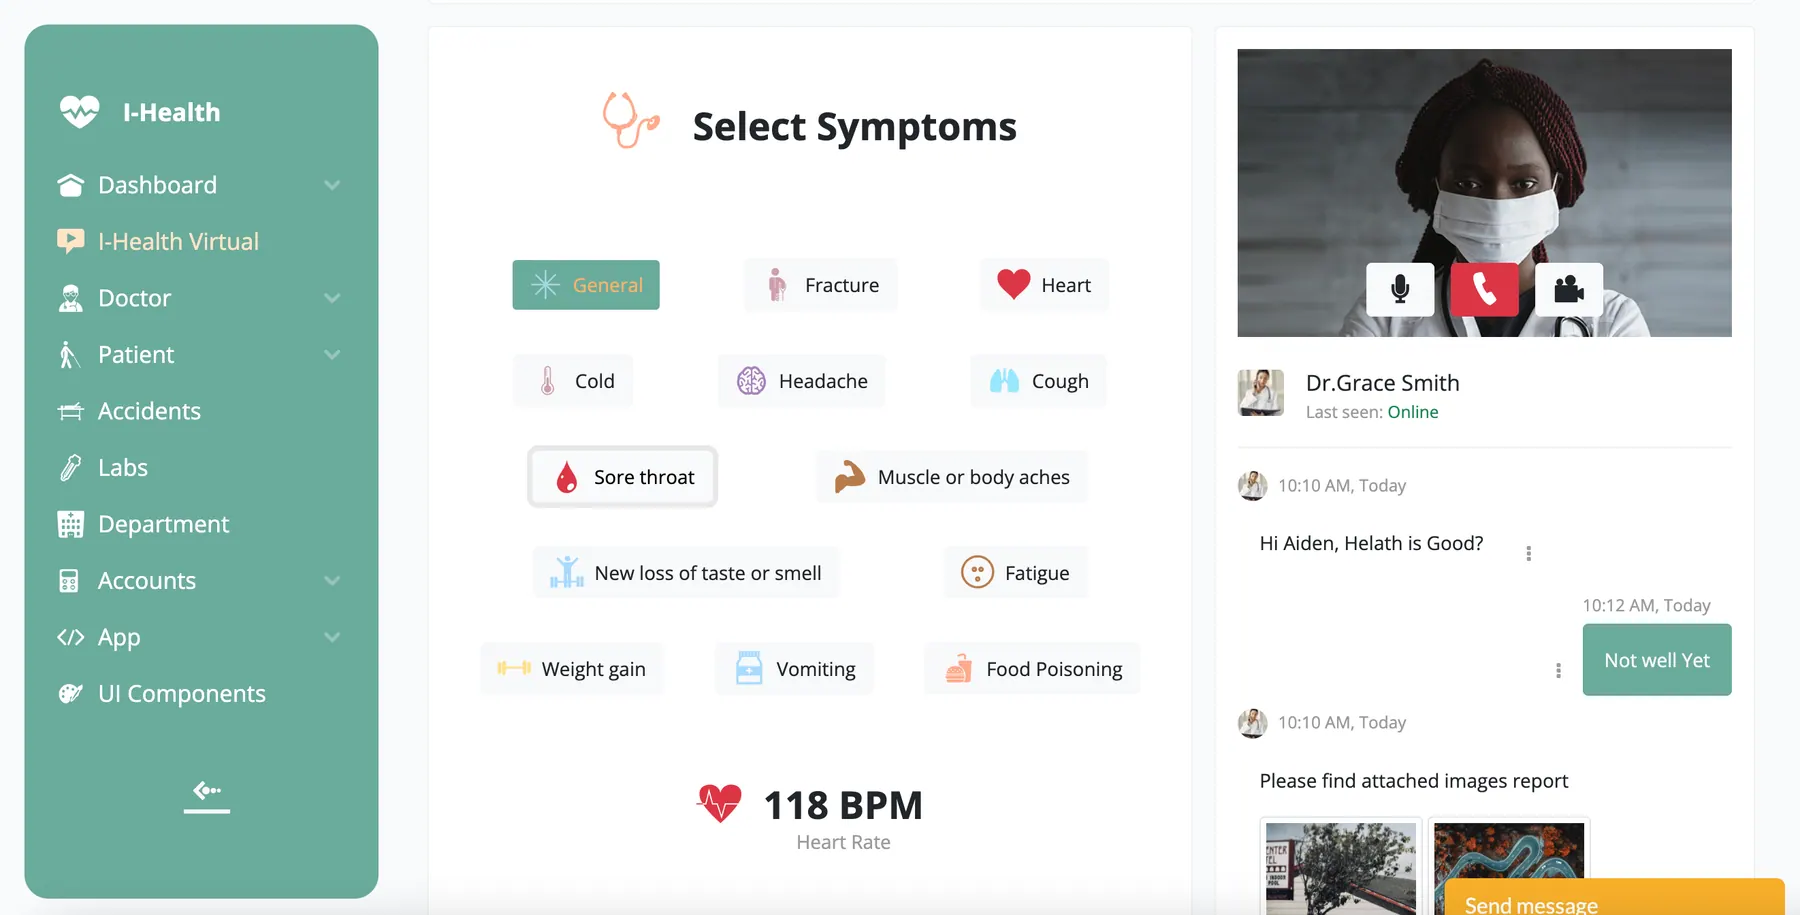 I-Health
Dashboard
I-Health Virtual
Doctor
Patient
Accidents
Labs
Department
Accounts
App
UI Components
Select Symptoms
General
Fracture
Heart
Cold
Headache
Cough
Sore throat
Muscle or body aches
New loss of taste or smell
Fatigue
Weight gain
Vomiting
Food Poisoning
118 BPM
Heart Rate
Dr.Grace Smith
Last seen: Online
10:10 AM, Today
Hi Aiden, Helath is Good?
10:12 AM, Today
Not well Yet
10:10 AM, Today
Please find attached images report
Send message